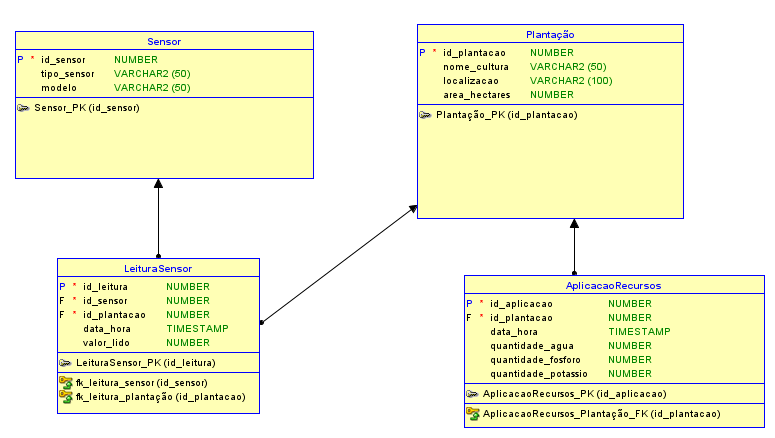 Sensor
P * id_sensor NUMBER
tipo_sensor VARCHAR2 (50)
modelo VARCHAR2 (50)
Sensor_PK (id_sensor)
Plantação
P * id_plantacao NUMBER
nome_cultura VARCHAR2 (50)
localizacao VARCHAR2 (100)
area_hectares NUMBER
Plantação_PK (id_plantacao)
LeituraSensor
P * id_leitura NUMBER
F * id_sensor NUMBER
F * id_plantacao NUMBER
data_hora TIMESTAMP
valor_lido NUMBER
LeituraSensor_PK (id_leitura)
fk_leitura_sensor (id_sensor)
fk_leitura_plantação (id_plantacao)
AplicacaoRecursos
P * id_aplicacao NUMBER
F * id_plantacao NUMBER
data_hora TIMESTAMP
quantidade_agua NUMBER
quantidade_fosforo NUMBER
quantidade_potassio NUMBER
AplicacaoRecursos_PK (id_aplicacao)
AplicacaoRecursos_Plantação_FK (id_plantacao)